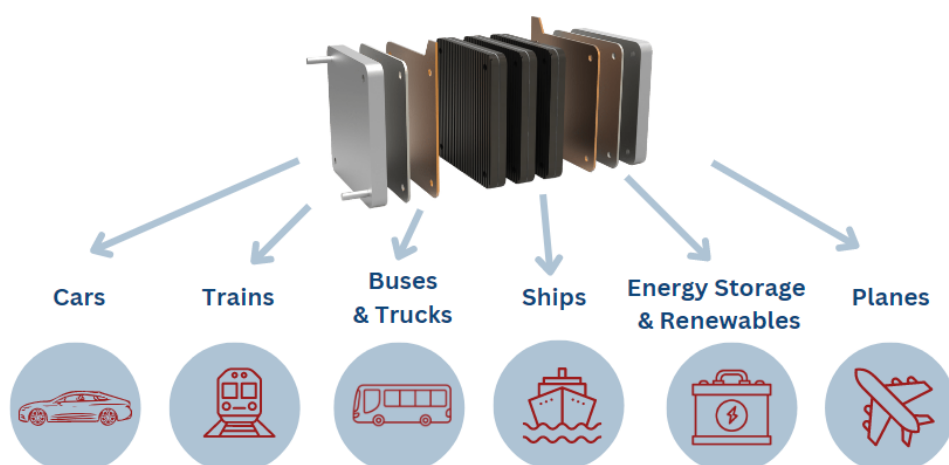 Cars
Trains
Buses
& Trucks
Ships
Energy Storage
& Renewables
Planes